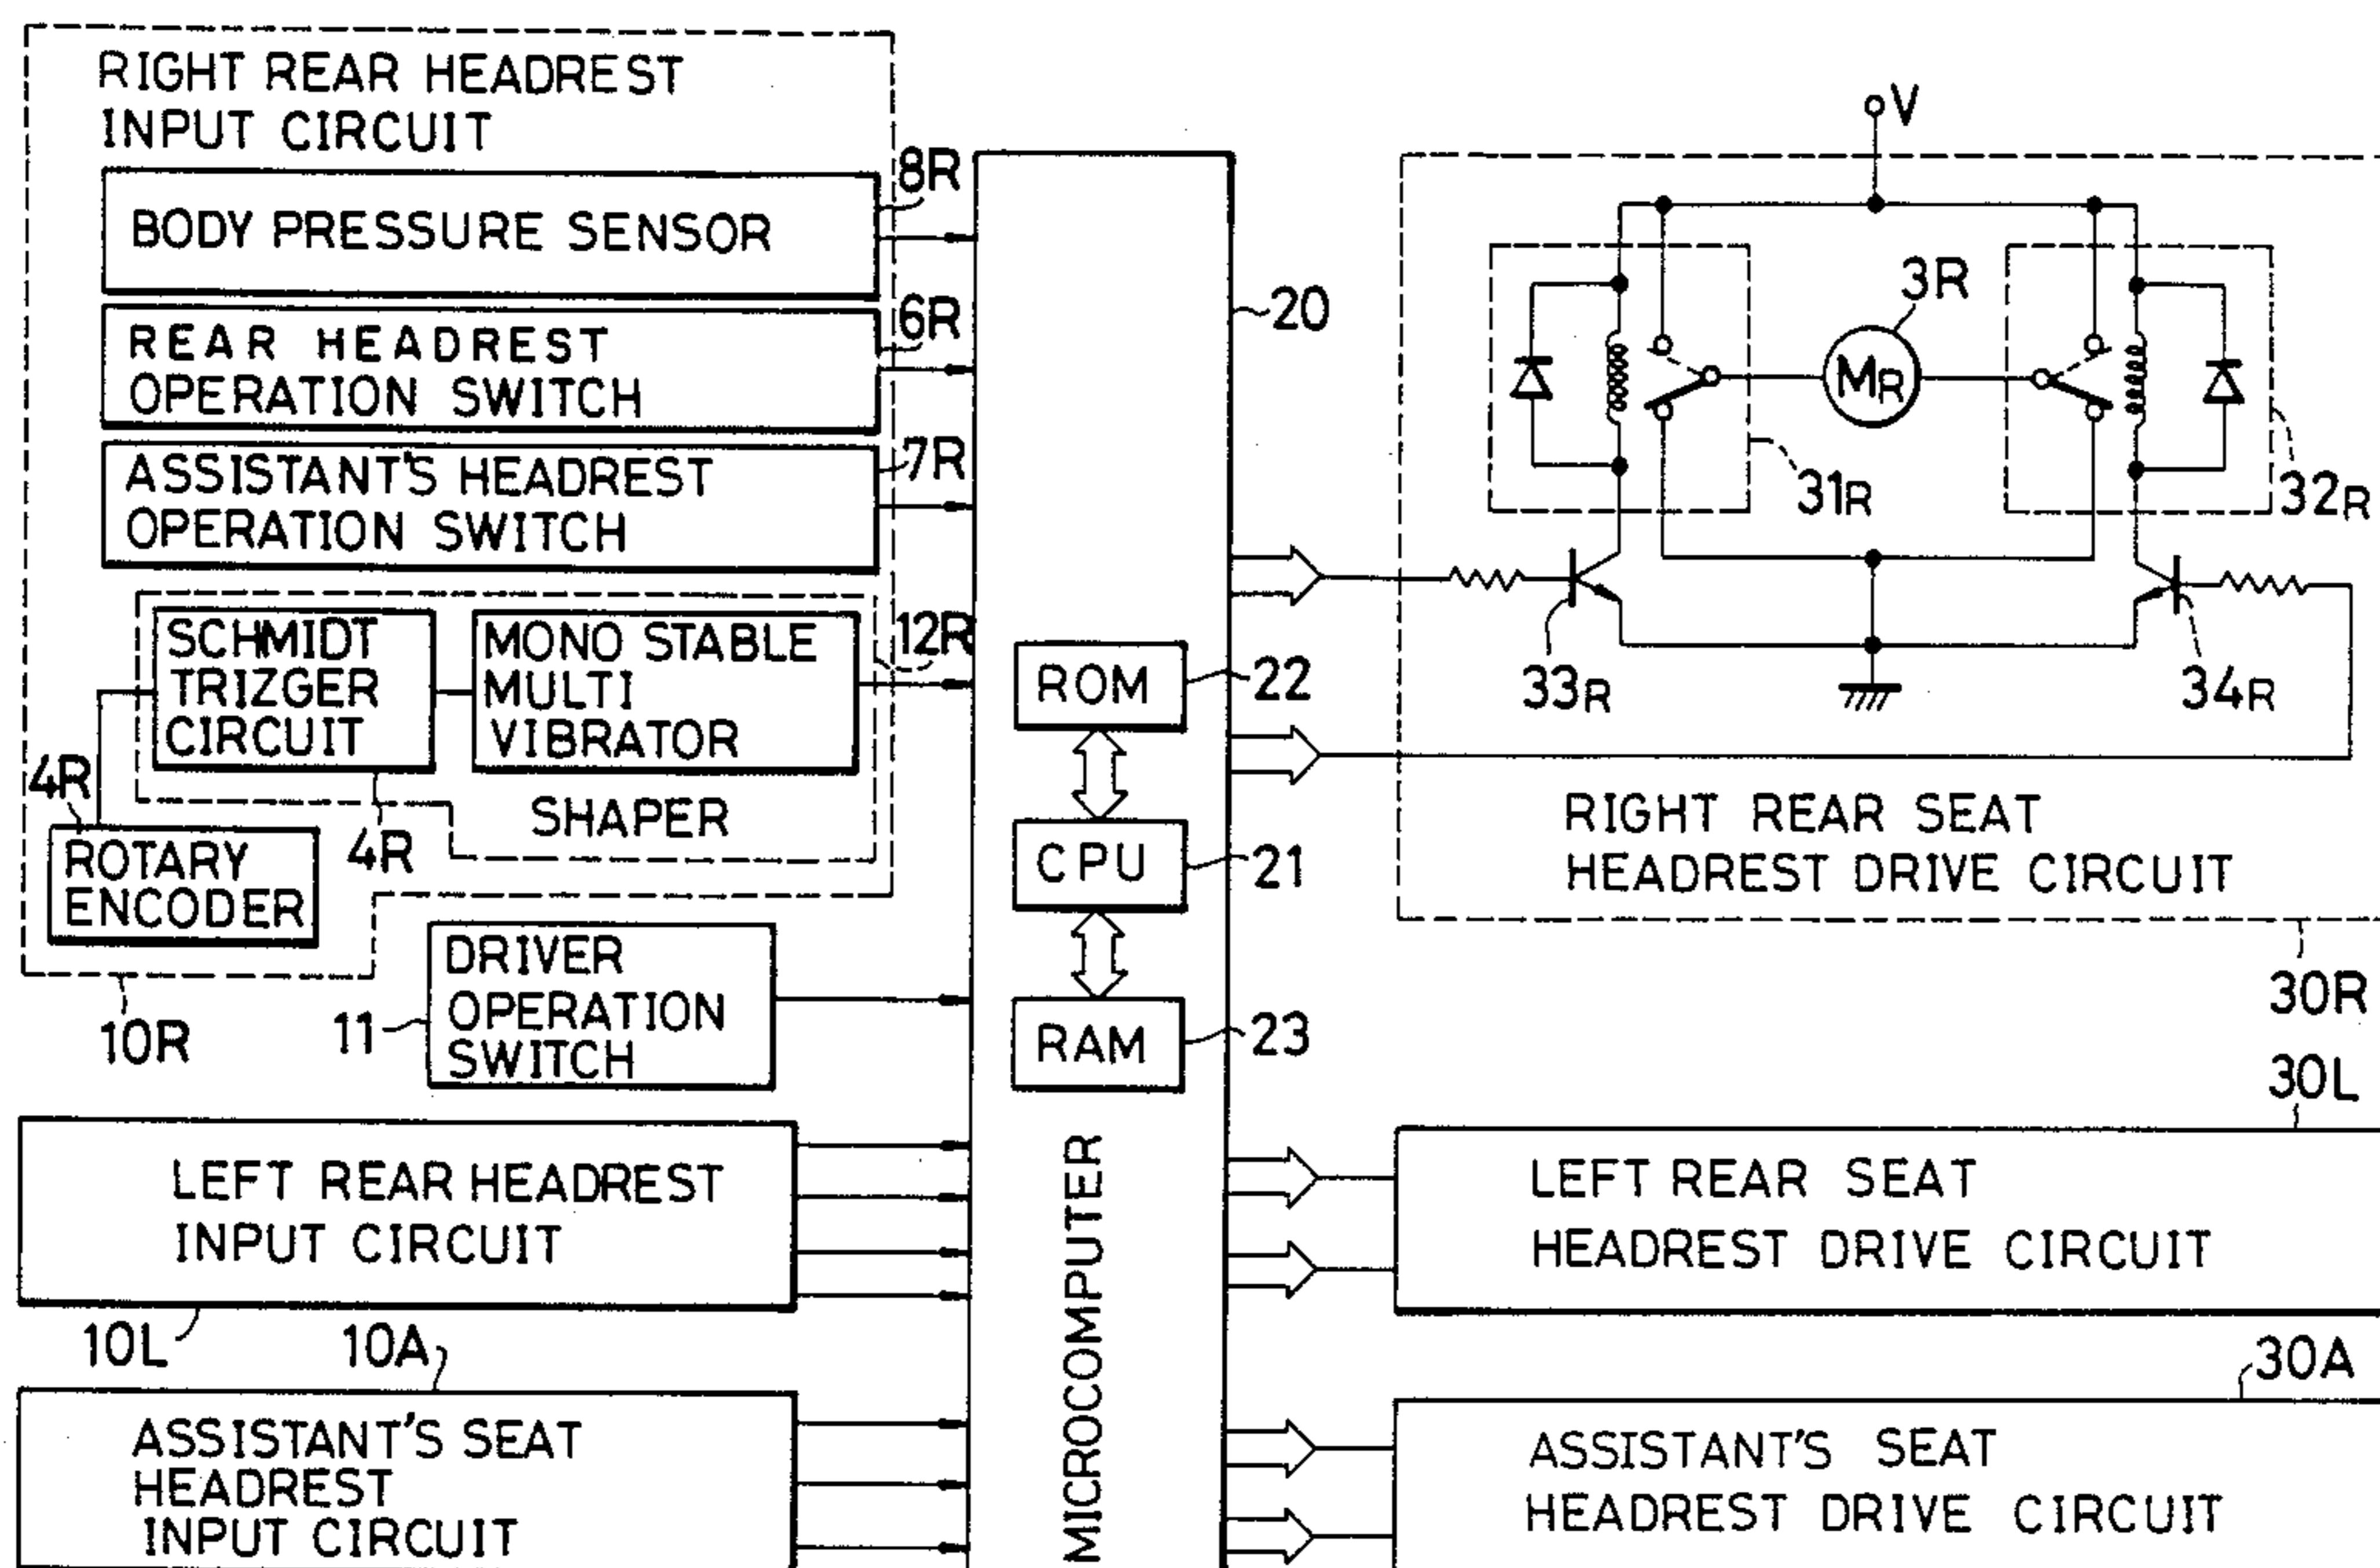 RIGHT REAR HEADREST
INPUT CIRCUIT
8R
BODY PRESSURE SENSOR
6R
REAR HEADREST
OPERATION SWITCH
7R
ASSISTANT'S HEADREST
OPERATION SWITCH
12R
SCHMIDT
TRIZGER
CIRCUIT
MONO STABLE
MULTI
VIBRATOR
4R
4R
SHAPER
ROTARY
ENCODER
10R
11
DRIVER
OPERATION
SWITCH
LEFT REAR HEADREST
INPUT CIRCUIT
10L
10A
ASSISTANT'S SEAT
HEADREST
INPUT CIRCUIT
20
ROM
22
CPU
21
RAM
23
MICROCOMPUTER
V
3R
MR
31R
32R
33R
34R
RIGHT REAR SEAT
HEADREST DRIVE CIRCUIT
30R
30L
LEFT REAR SEAT
HEADREST DRIVE CIRCUIT
30A
ASSISTANT'S SEAT
HEADREST DRIVE CIRCUIT